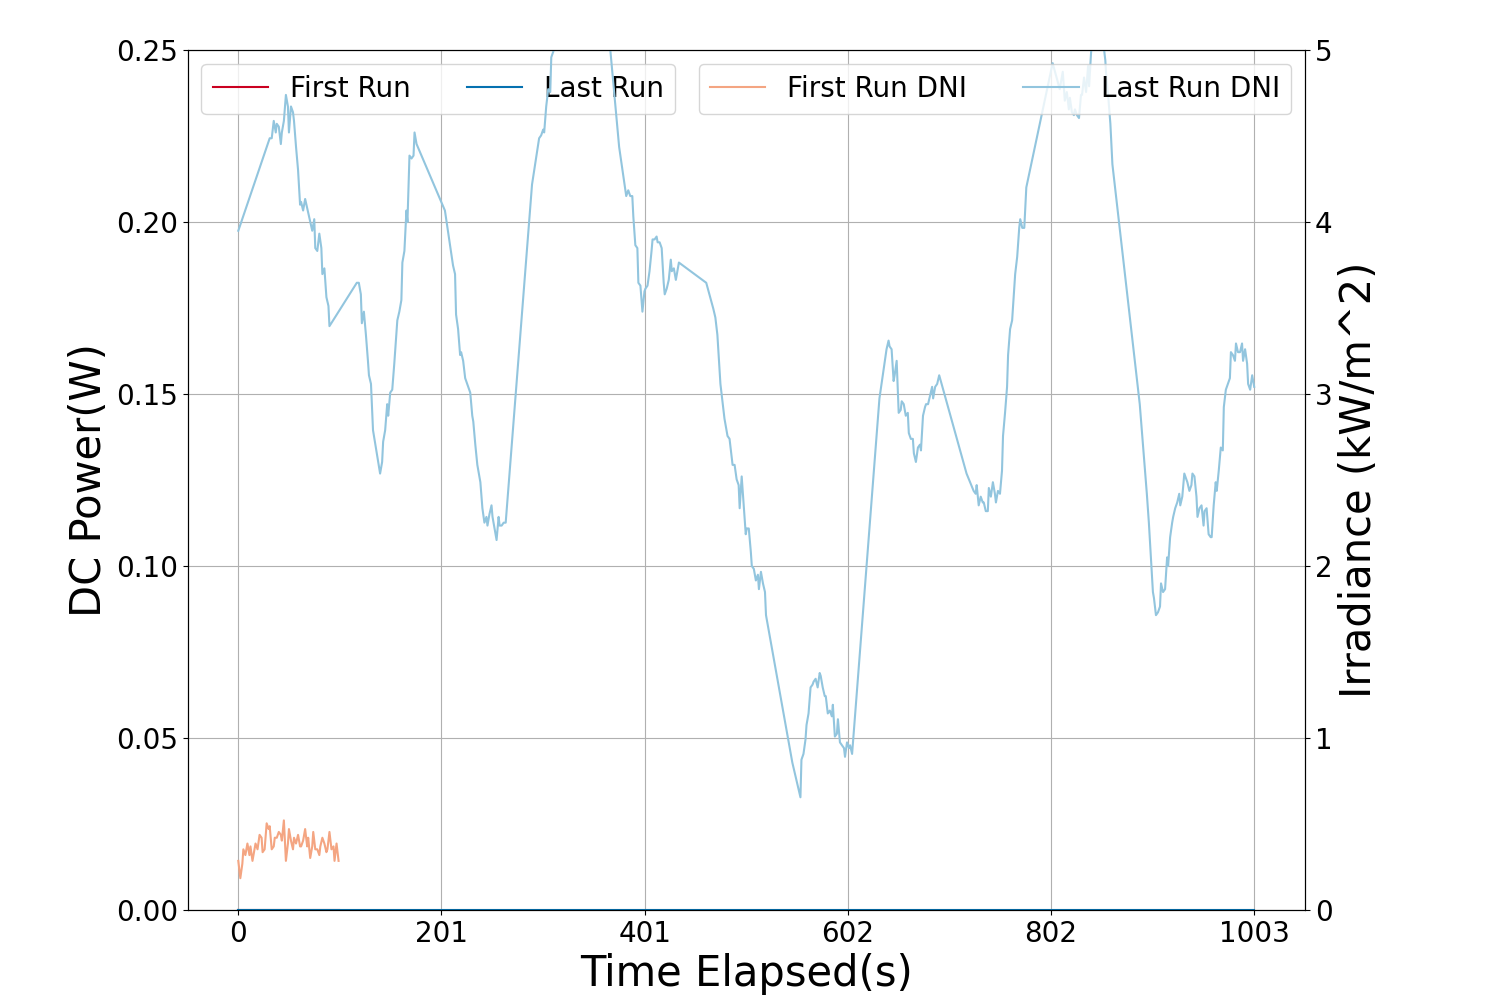 First Run
Last Run
First Run DNI
Last Run DNI
0.25
0.20
0.15
0.10
0.05
0.00
DC Power(W)
5
4
3
2
1
0
Irradiance (kW/m^2)
0
201
401
602
802
1003
Time Elapsed(s)